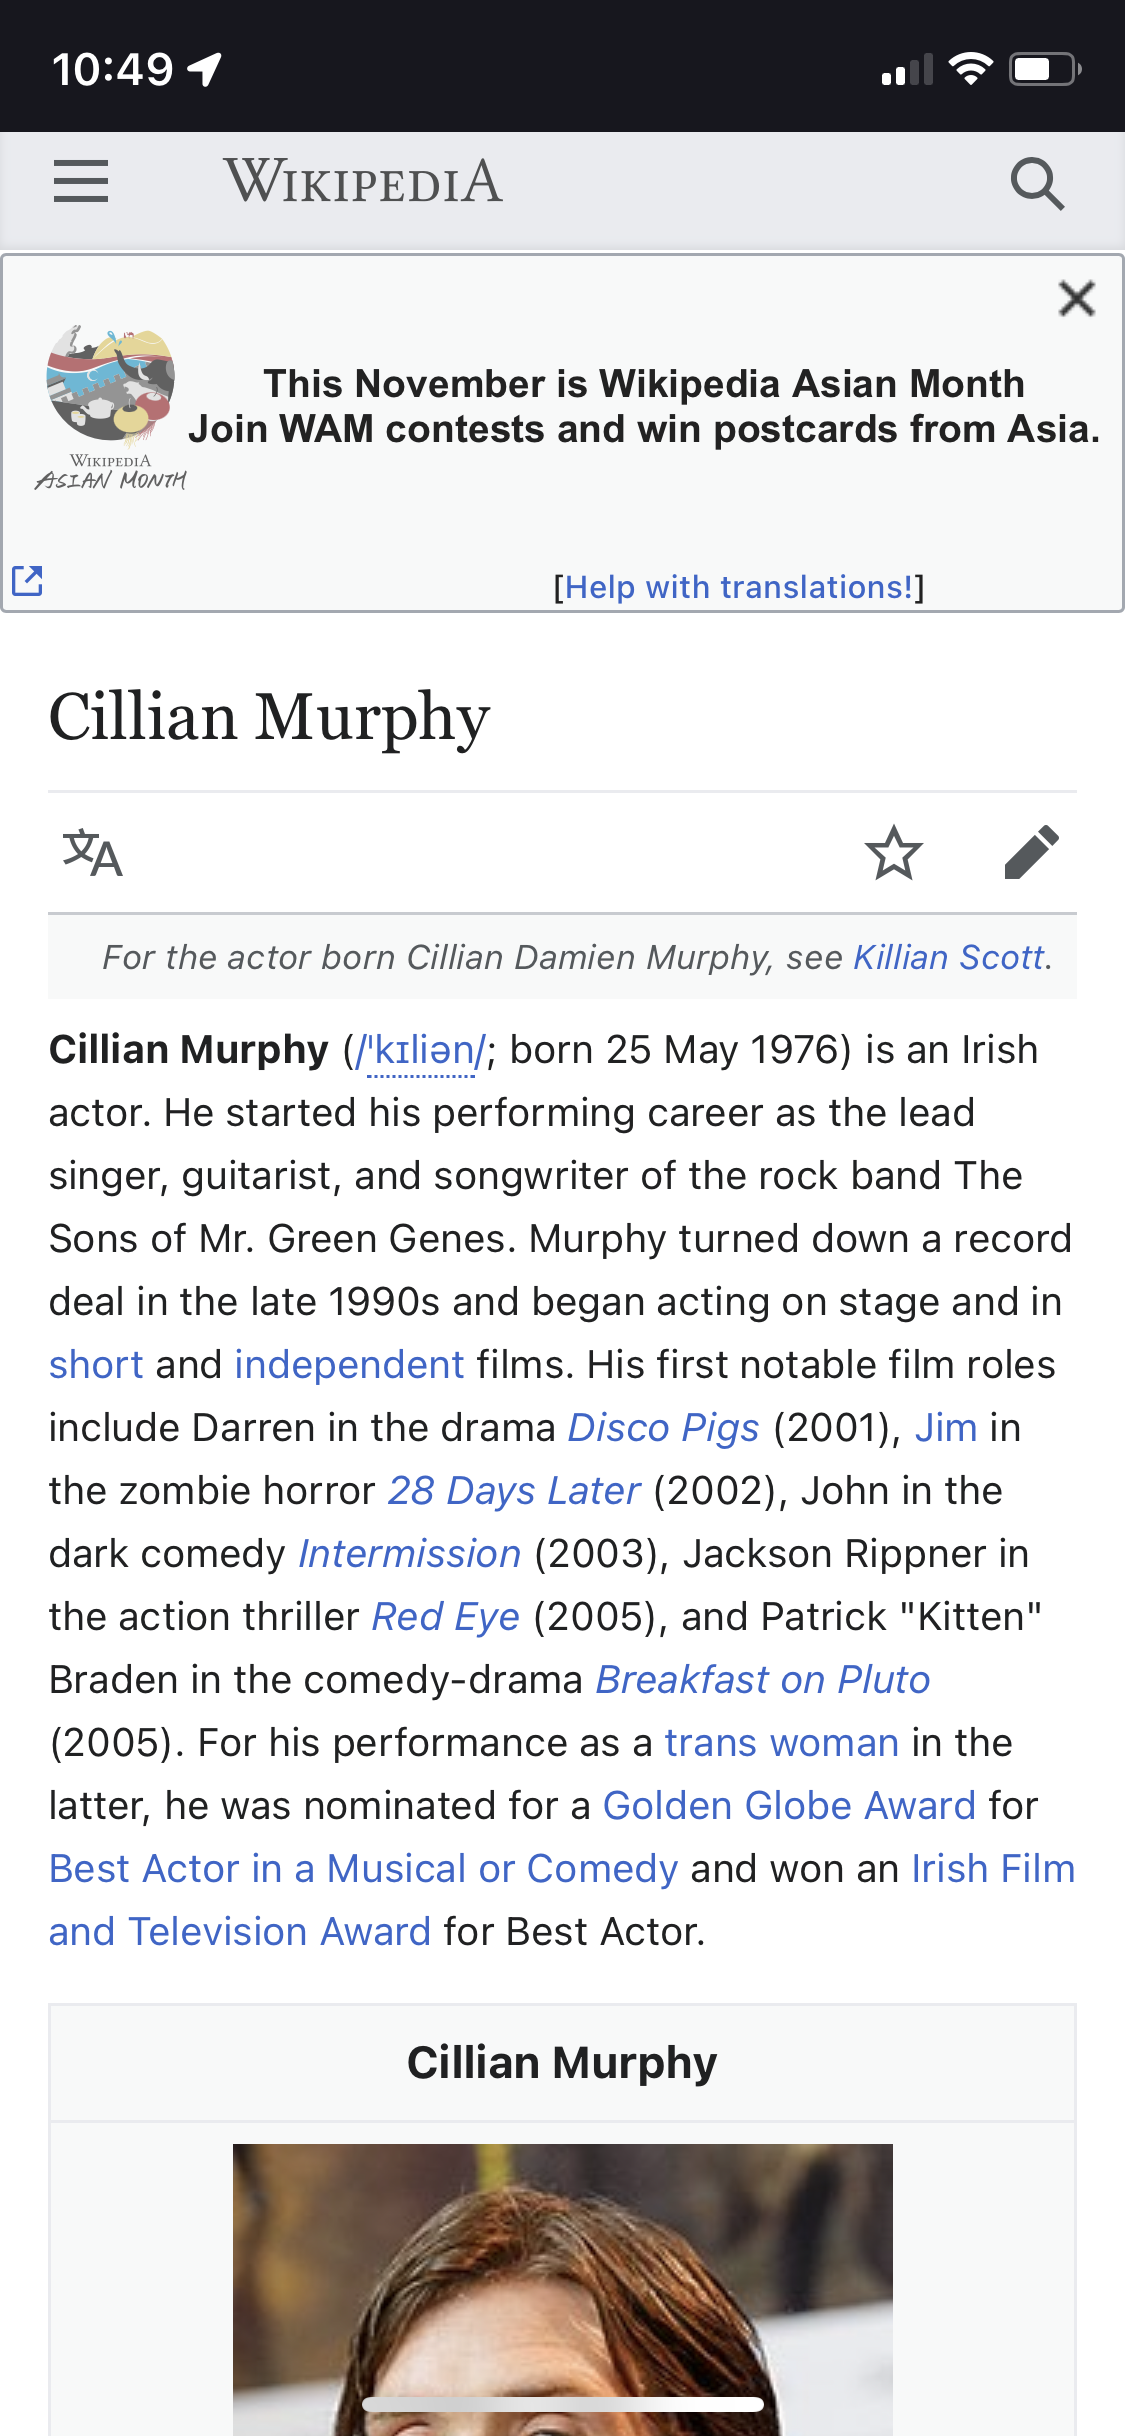 10:49
WIKIPEDIA
This November is Wikipedia Asian Month
Join WAM contests and win postcards from Asia.
WIKIPEDIA
ASIAN MONTH
[Help with translations!]
Cillian Murphy
文A
For the actor born Cillian Damien Murphy, see Killian Scott.
Cillian Murphy (/ˈkɪliən/; born 25 May 1976) is an Irish
actor. He started his performing career as the lead
singer, guitarist, and songwriter of the rock band The
Sons of Mr. Green Genes. Murphy turned down a record
deal in the late 1990s and began acting on stage and in
short and independent films. His first notable film roles
include Darren in the drama Disco Pigs (2001), Jim in
the zombie horror 28 Days Later (2002), John in the
dark comedy Intermission (2003), Jackson Rippner in
the action thriller Red Eye (2005), and Patrick "Kitten"
Braden in the comedy-drama Breakfast on Pluto
(2005). For his performance as a trans woman in the
latter, he was nominated for a Golden Globe Award for
Best Actor in a Musical or Comedy and won an Irish Film
and Television Award for Best Actor.
Cillian Murphy